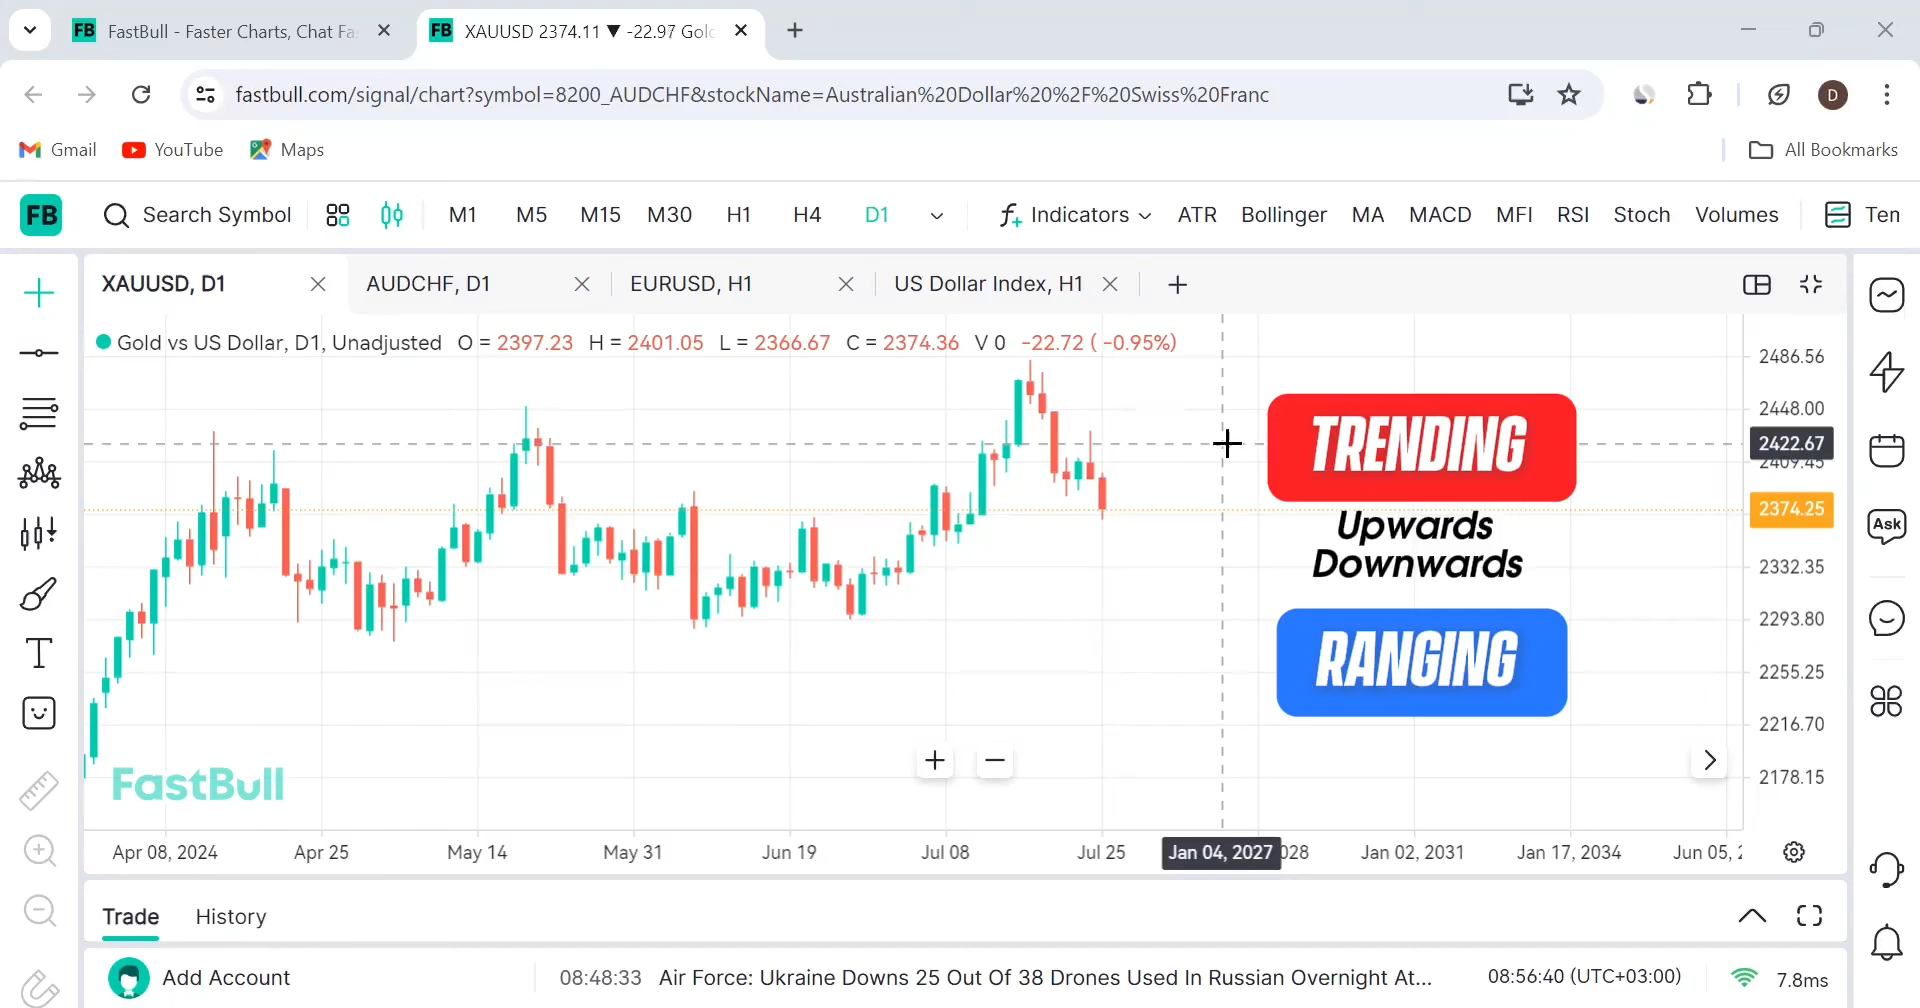 FB FastBull - Faster Charts, Chat Fa
FB XAUUSD 2374.11 ▼ -22.97 Gol
fastbull.com/signal/chart?symbol=8200_AUDCHF&stockName=Australian%20Dollar%20%2F%20Swiss%20Franc
D
Gmail YouTube Maps
All Bookmarks
FB Search Symbol M1 M5 M15 M30 H1 H4 D1 Indicators ATR Bollinger MA MACD MFI RSI Stoch Volumes Ten
XAUUSD, D1 AUDCHF, D1 EURUSD, H1 US Dollar Index, H1
Gold vs US Dollar, D1, Unadjusted O = 2397.23 H = 2401.05 L = 2366.67 C = 2374.36 V 0 -22.72 ( -0.95%)
2486.56
2448.00
2422.67
2409.45
2374.25
2332.35
2293.80
2255.25
2216.70
2178.15
TRENDING
Upwards
Downwards
RANGING
Ask
FastBull
Apr 08, 2024 Apr 25 May 14 May 31 Jun 19 Jul 08 Jul 25 Jan 04, 2027 028 Jan 02, 2031 Jan 17, 2034 Jun 05,
Trade History
Add Account 08:48:33 Air Force: Ukraine Downs 25 Out Of 38 Drones Used In Russian Overnight At... 08:56:40 (UTC+03:00) 7.8ms